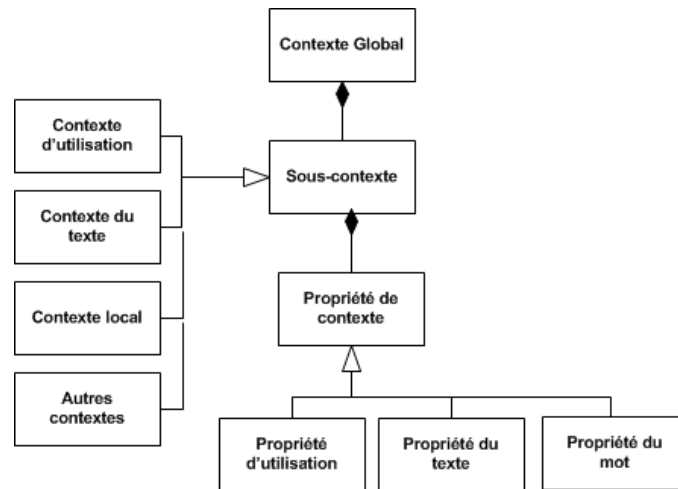 Contexte Global
Contexte
d'utilisation
Sous-contexte
Contexte du
texte
Propriété de
contexte
Contexte local
Autres
contextes
Propriété
d'utilisation
Propriété du
texte
Propriété du
mot